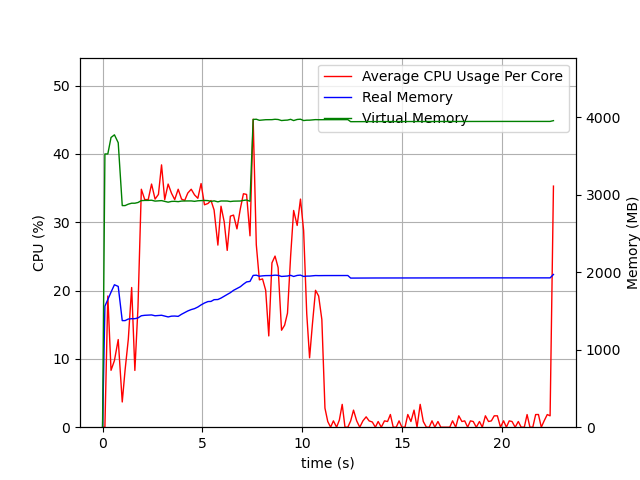 Average CPU Usage Per Core
Real Memory
Virtual Memory
CPU (%)
50
40
30
20
10
0
Memory (MB)
4000
3000
2000
1000
0
0 5 10 15 20
time (s)